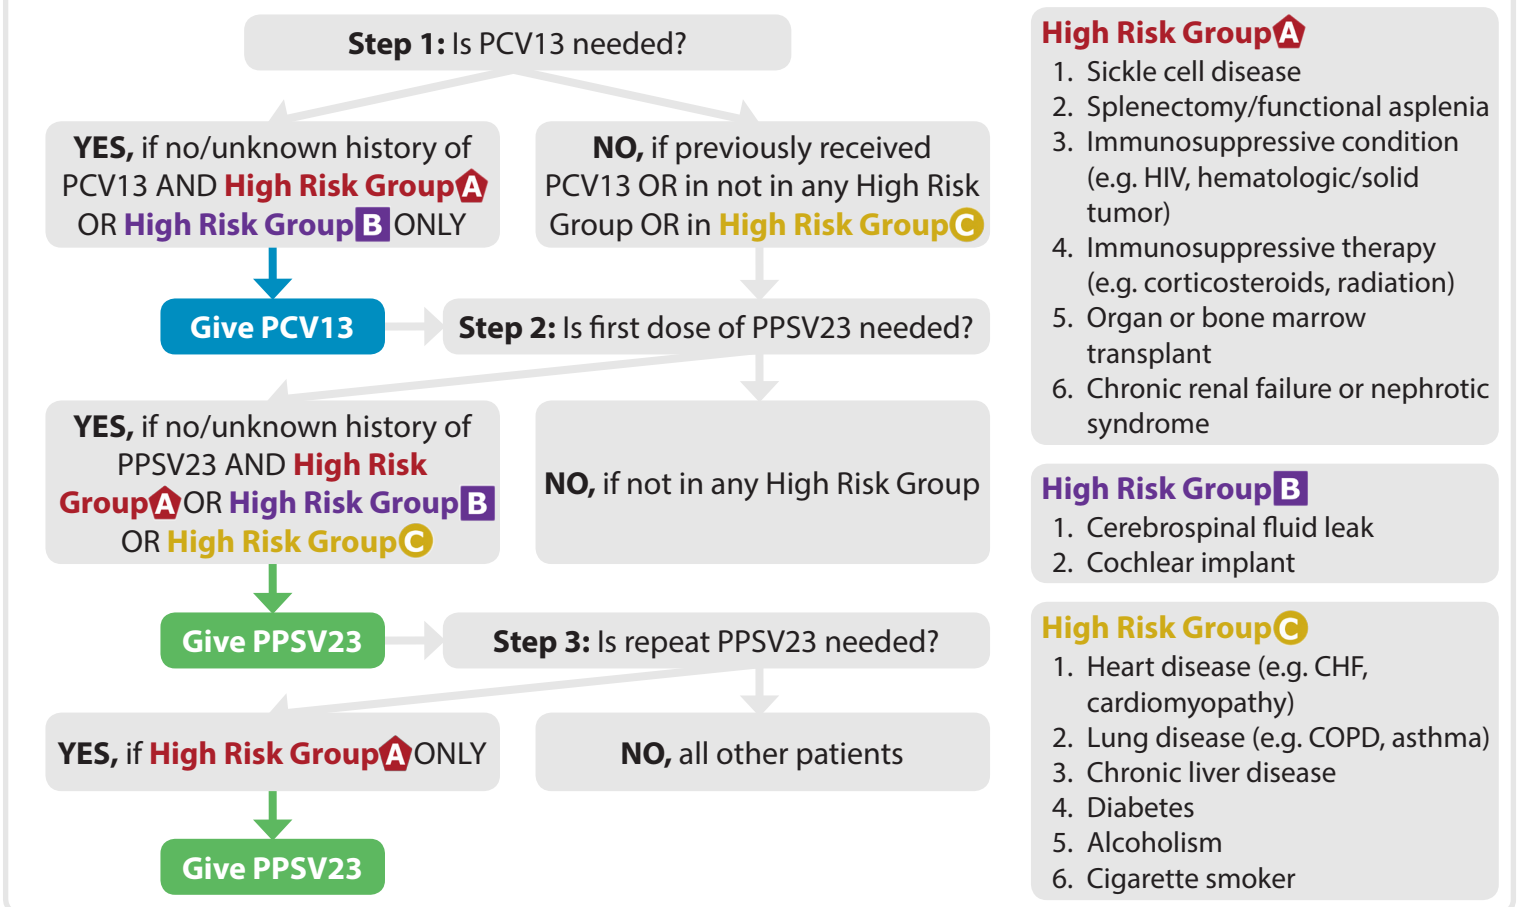 Step 1: Is PCV13 needed?
YES, if no/unknown history of
PCV13 AND High Risk Group A
OR High Risk Group B ONLY
NO, if previously received
PCV13 OR in not in any High Risk
Group OR in High Risk Group C
Give PCV13
Step 2: Is first dose of PPSV23 needed?
YES, if no/unknown history of
PPSV23 AND High Risk
Group A OR High Risk Group B
OR High Risk Group C
NO, if not in any High Risk Group
Give PPSV23
Step 3: Is repeat PPSV23 needed?
YES, if High Risk Group A ONLY
NO, all other patients
Give PPSV23
High Risk Group A
1. Sickle cell disease
2. Splenectomy/functional asplenia
3. Immunosuppressive condition
(e.g. HIV, hematologic/solid
tumor)
4. Immunosuppressive therapy
(e.g. corticosteroids, radiation)
5. Organ or bone marrow
transplant
6. Chronic renal failure or nephrotic
syndrome
High Risk Group B
1. Cerebrospinal fluid leak
2. Cochlear implant
High Risk Group C
1. Heart disease (e.g. CHF,
cardiomyopathy)
2. Lung disease (e.g. COPD, asthma)
3. Chronic liver disease
4. Diabetes
5. Alcoholism
6. Cigarette smoker